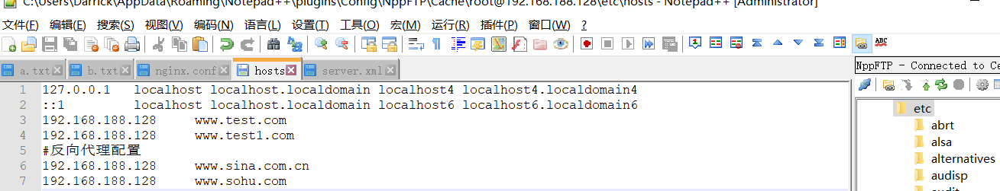 C:\Users\Darrick\AppData\Roaming\Notepad++\plugins\Config\NppFTP\Cache\root@192.168.188.128\etc\hosts - Notepad++ [Administrator]
文件(F) 编辑(E) 搜索(S) 视图(V) 编码(N) 语言(L) 设置(T) 工具(O) 宏(M) 运行(R) 插件(P) 窗口(W) ?
ABC
a.txt b.txt nginx.conf hosts server.xml
NppFTP - Connected to Ce
1 127.0.0.1 localhost localhost.localdomain localhost4 localhost4.localdomain4
2 ::1 localhost localhost.localdomain localhost6 localhost6.localdomain6
3 192.168.188.128 www.test.com
4 192.168.188.128 www.test1.com
5 #反向代理配置
6 192.168.188.128 www.sina.com.cn
7 192.168.188.128 www.sohu.com
etc
abrt
alsa
alternatives
audisp